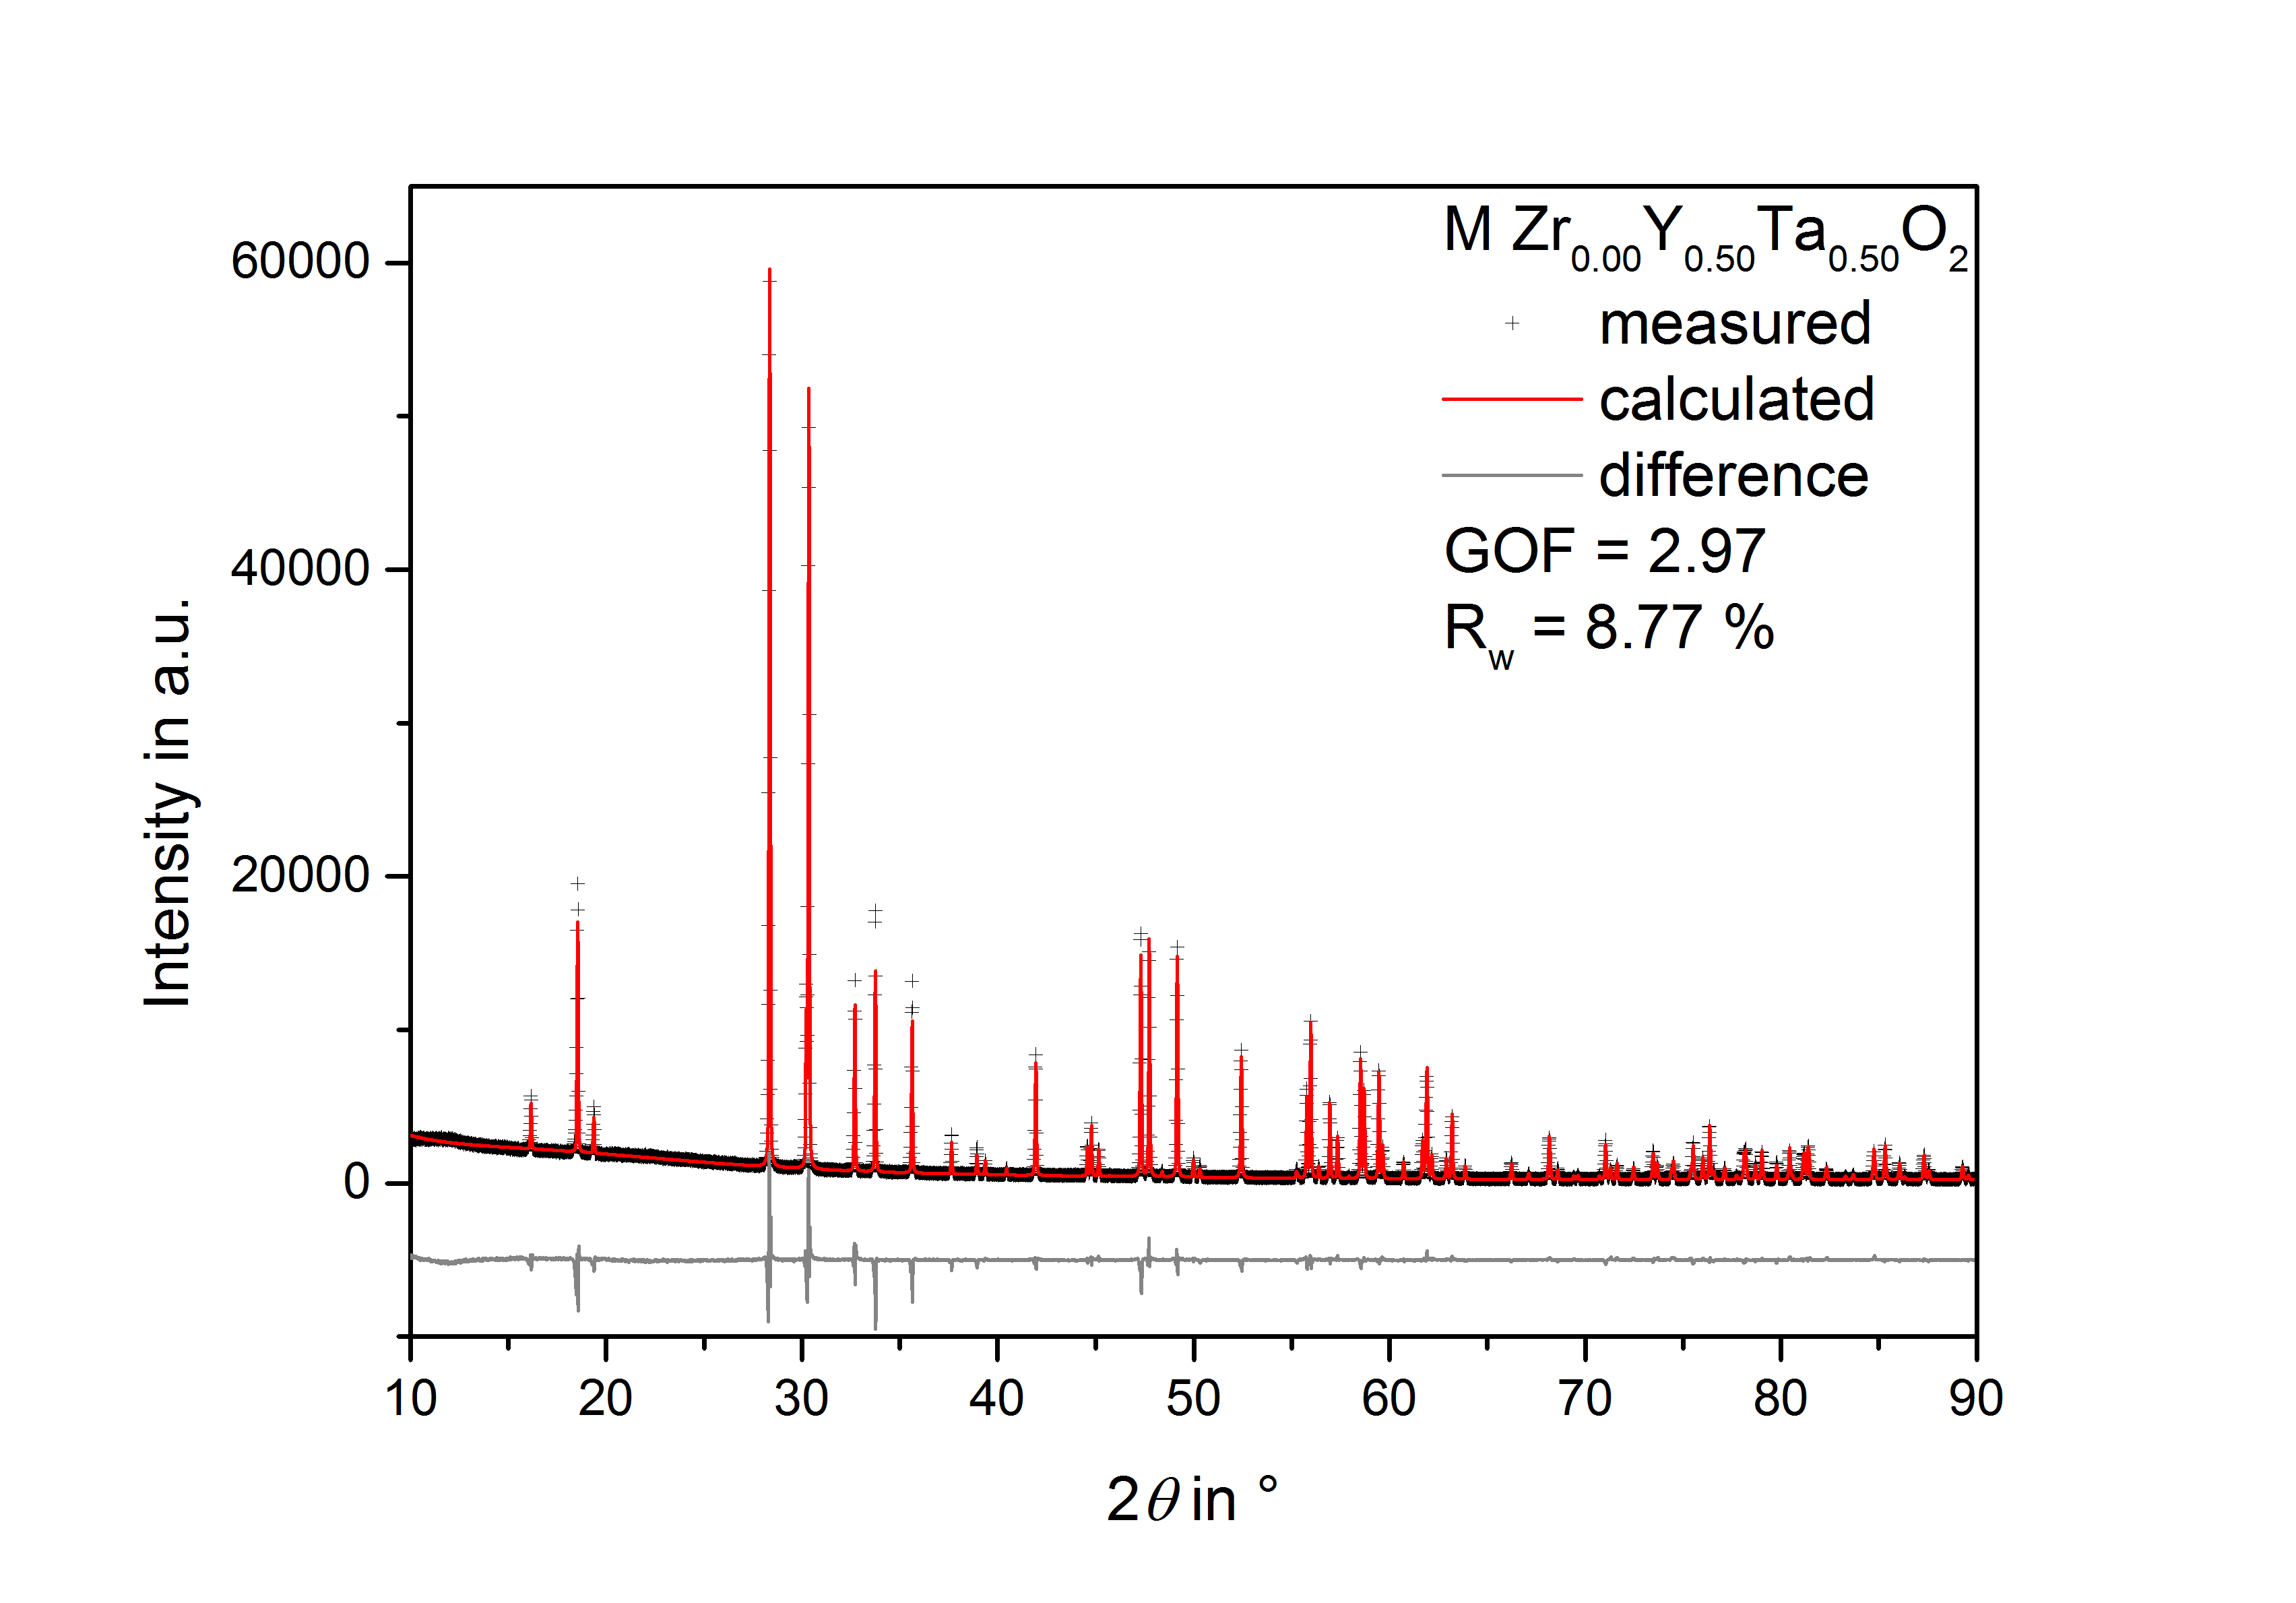 M Zr0.00Y0.50Ta0.50O2
measured
calculated
difference
GOF = 2.97
Rw = 8.77 %
Intensity in a.u.
60000
40000
20000
0
10 20 30 40 50 60 70 80 90
2θ in °